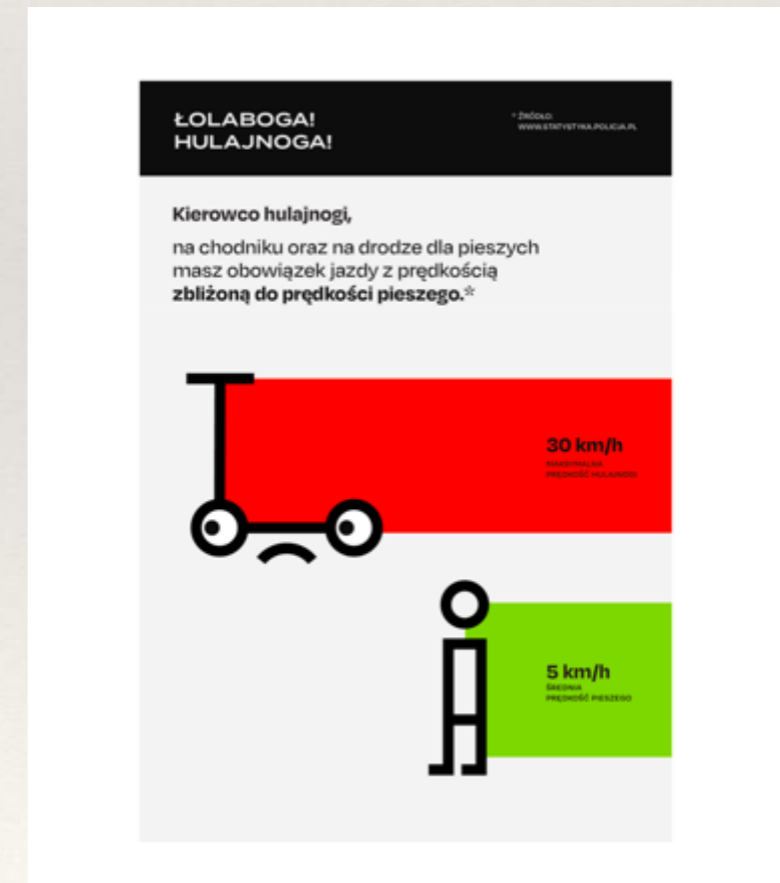 ŁOLABOGA!
HULAJNOGA!
* ŹRÓDŁO:
WWW.STATYSTYKA.POLICJA.PL
Kierowco hulajnogi,
na chodniku oraz na drodze dla pieszych
masz obowiązek jazdy z prędkością
zbliżoną do prędkości pieszego.*
30 km/h
MAKSYMALNA
PRĘDKOŚĆ HULAJNOGI
5 km/h
ŚREDNIA
PRĘDKOŚĆ PIESZEGO